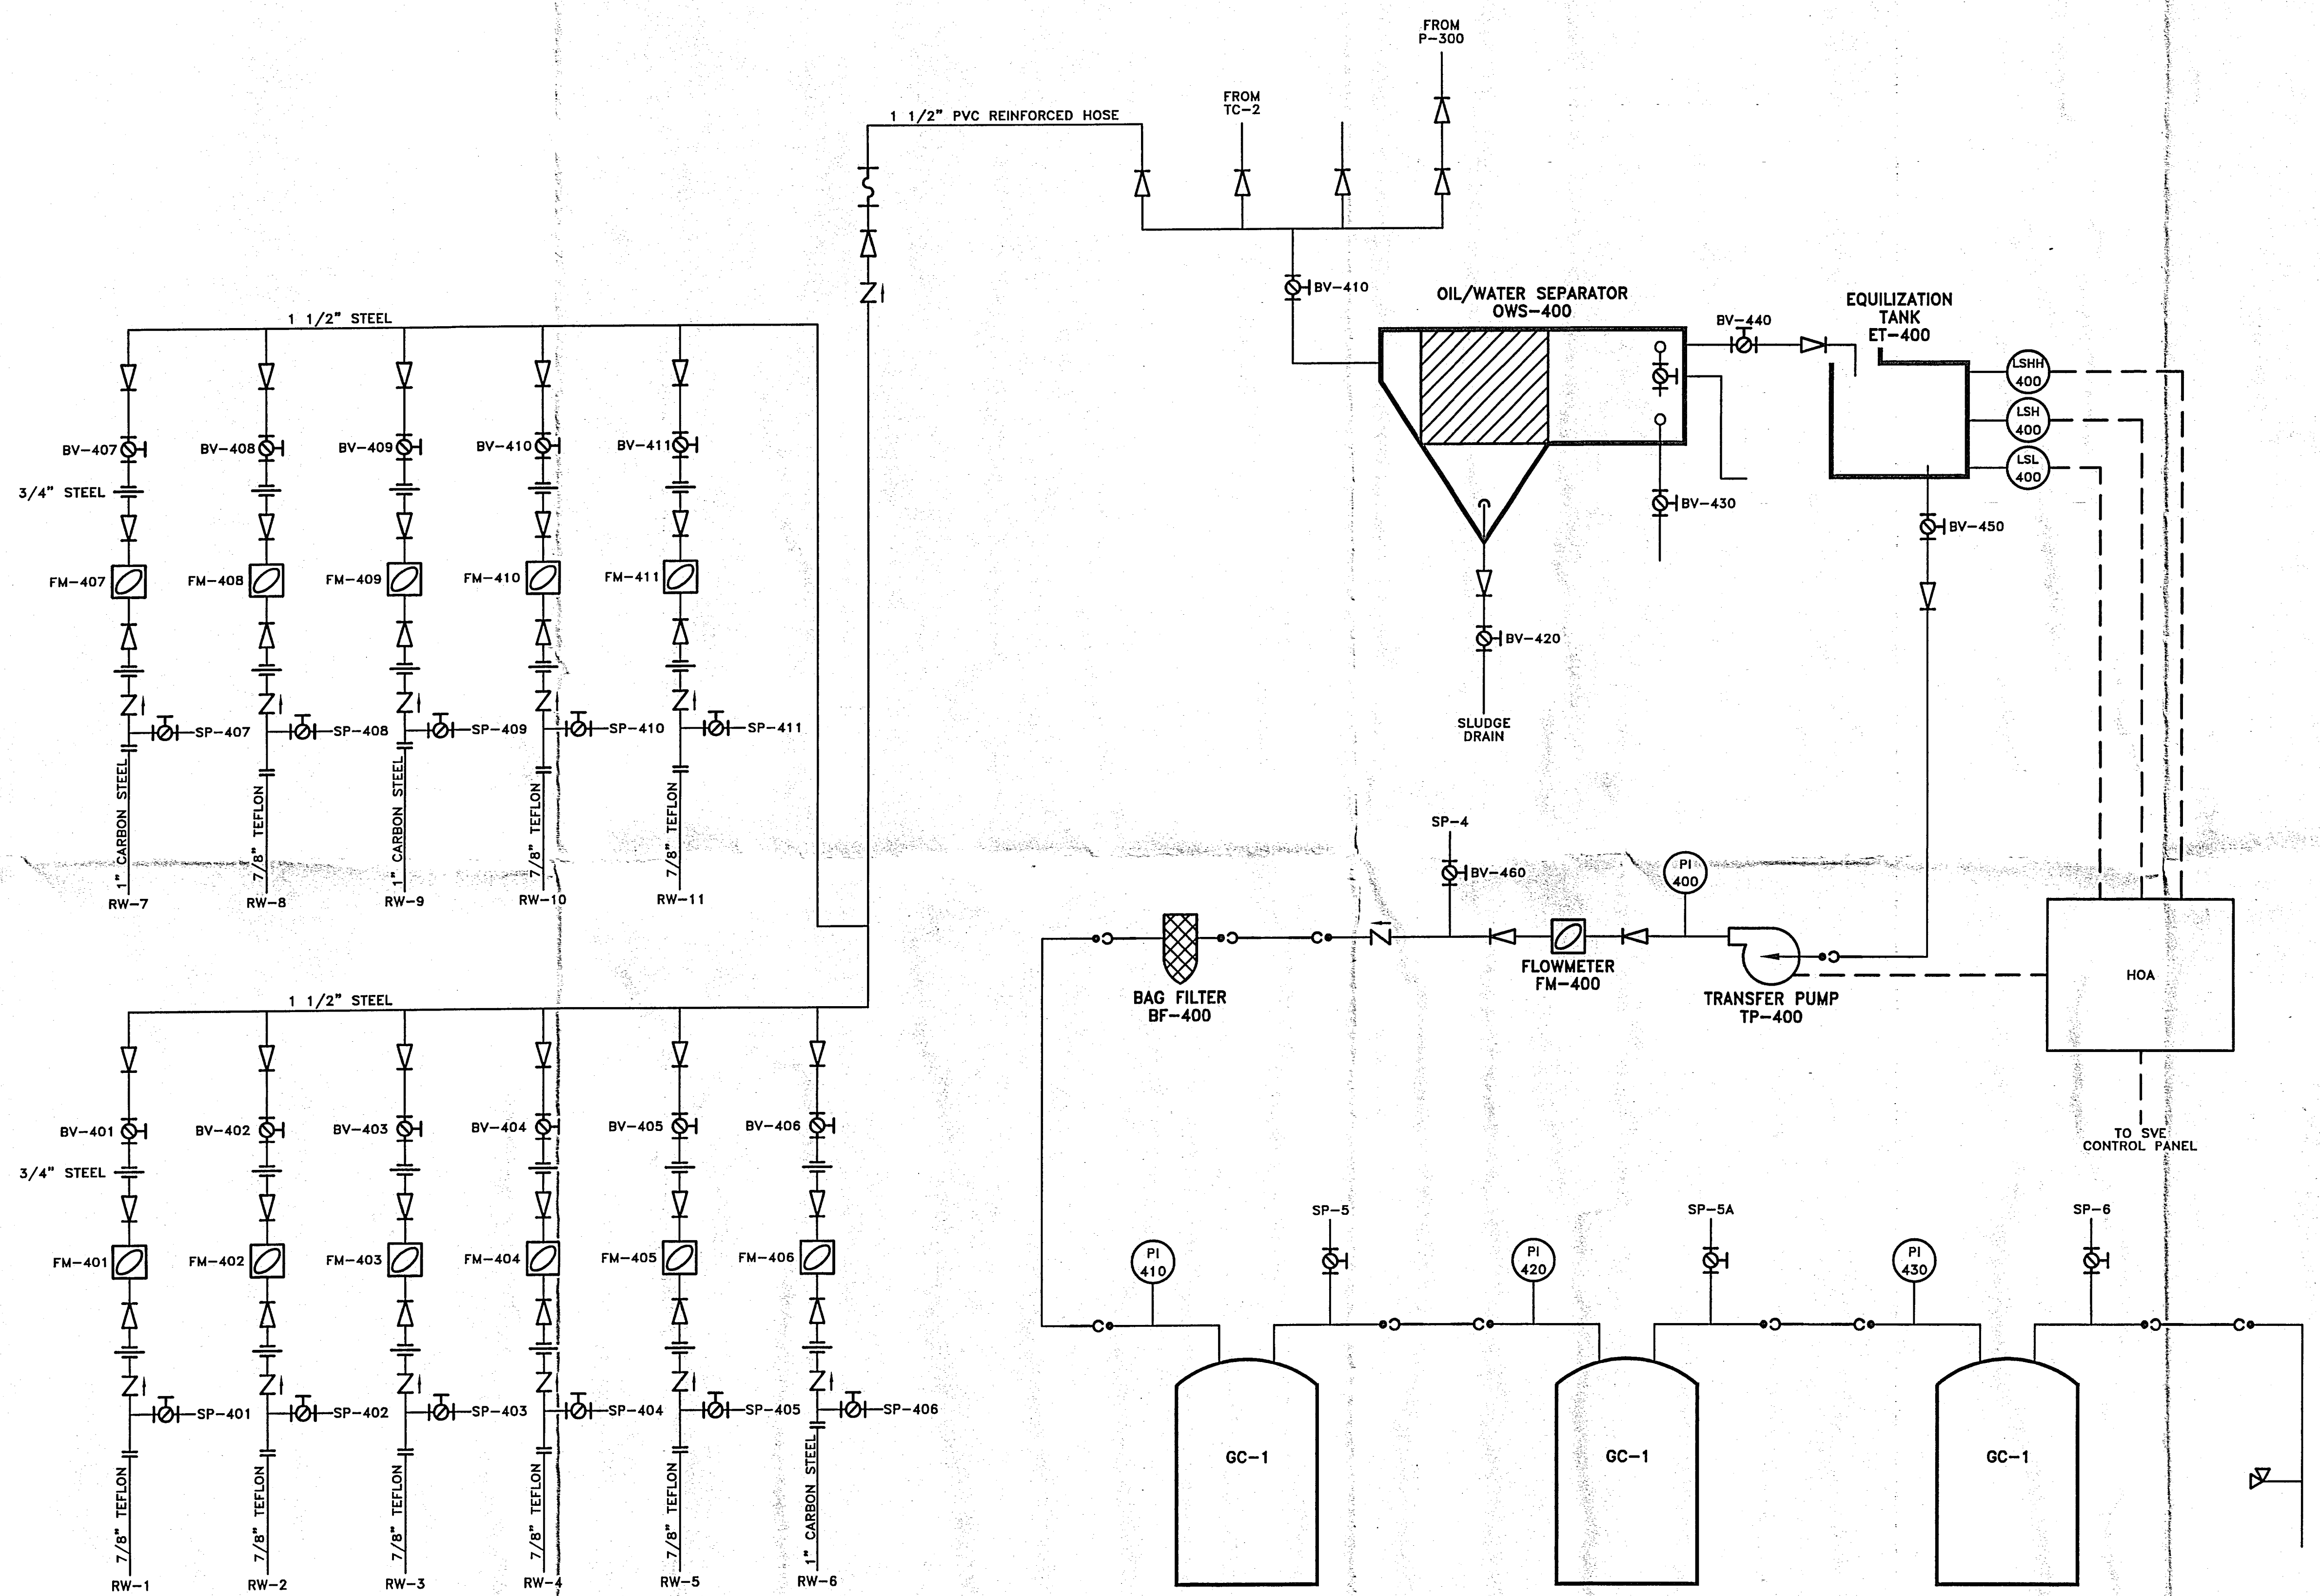 FROM
P-300
FROM
TC-2
1 1/2" PVC REINFORCED HOSE
BV-410
OIL/WATER SEPARATOR
OWS-400
BV-440
EQUILIZATION
TANK
ET-400
LSHH
400
LSH
400
LSL
400
BV-430
BV-450
BV-420
SLUDGE
DRAIN
1 1/2" STEEL
BV-407
BV-408
BV-409
BV-410
BV-411
3/4" STEEL
FM-407
FM-408
FM-409
FM-410
FM-411
SP-407
SP-408
SP-409
SP-410
SP-411
1" CARBON STEEL
7/8" TEFLON
1" CARBON STEEL
7/8" TEFLON
7/8" TEFLON
RW-7
RW-8
RW-9
RW-10
RW-11
SP-4
BV-460
PI
400
BAG FILTER
BF-400
FLOWMETER
FM-400
TRANSFER PUMP
TP-400
HOA
TO SVE
CONTROL PANEL
1 1/2" STEEL
BV-401
BV-402
BV-403
BV-404
BV-405
BV-406
3/4" STEEL
FM-401
FM-402
FM-403
FM-404
FM-405
FM-406
SP-401
SP-402
SP-403
SP-404
SP-405
SP-406
7/8" TEFLON
7/8" TEFLON
7/8" TEFLON
7/8" TEFLON
7/8" TEFLON
1" CARBON STEEL
RW-1
RW-2
RW-3
RW-4
RW-5
RW-6
PI
410
SP-5
PI
420
SP-5A
PI
430
SP-6
GC-1
GC-1
GC-1